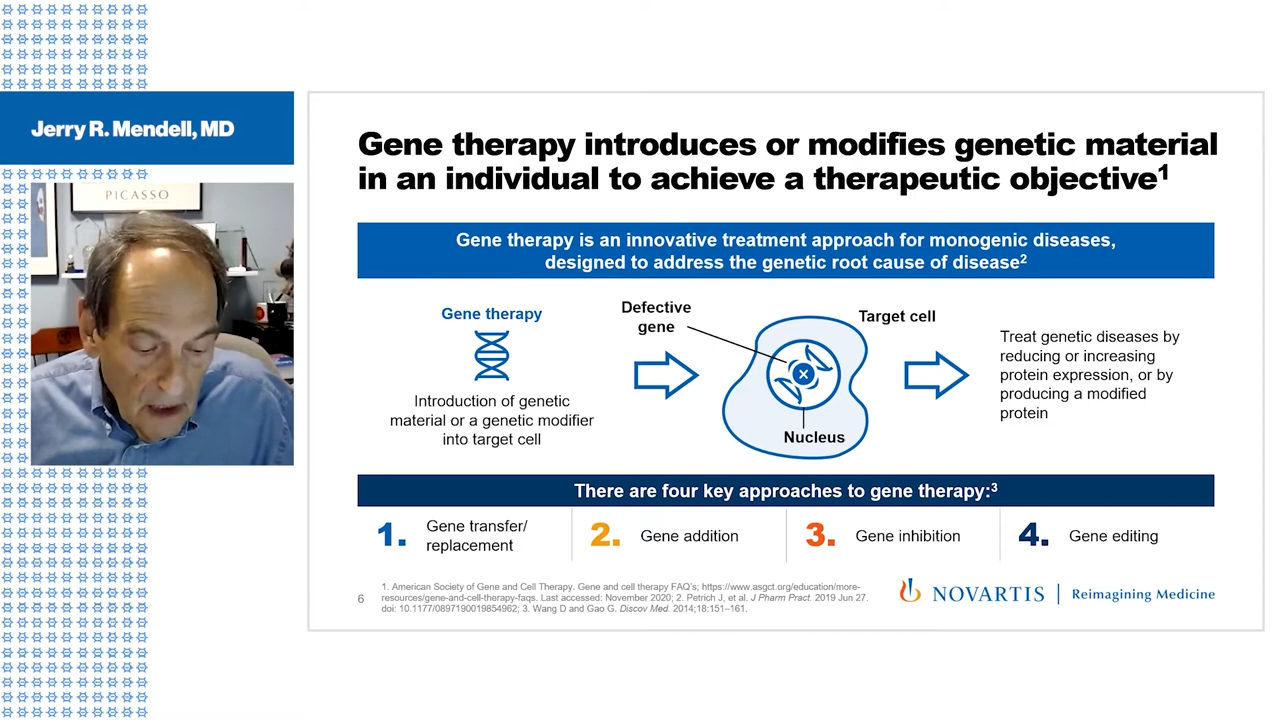 Jerry R. Mendell, MD
PICASSO
Gene therapy introduces or modifies genetic material
in an individual to achieve a therapeutic objective1
Gene therapy is an innovative treatment approach for monogenic diseases,
designed to address the genetic root cause of disease2
Gene therapy
Introduction of genetic
material or a genetic modifier
into target cell
Defective
gene
Target cell
Nucleus
Treat genetic diseases by
reducing or increasing
protein expression, or by
producing a modified
protein
There are four key approaches to gene therapy:3
1. Gene transfer/
replacement
2. Gene addition
3. Gene inhibition
4. Gene editing
6
1. American Society of Gene and Cell Therapy. Gene and cell therapy FAQ's; https://www.asgct.org/education/more-
resources/gene-and-cell-therapy-faqs. Last accessed: November 2020; 2. Petrich J, et al. J Pharm Pract. 2019 Jun 27.
doi: 10.1177/0897190019854962; 3. Wang D and Gao G. Discov Med. 2014;18:151–161.
NOVARTIS | Reimagining Medicine